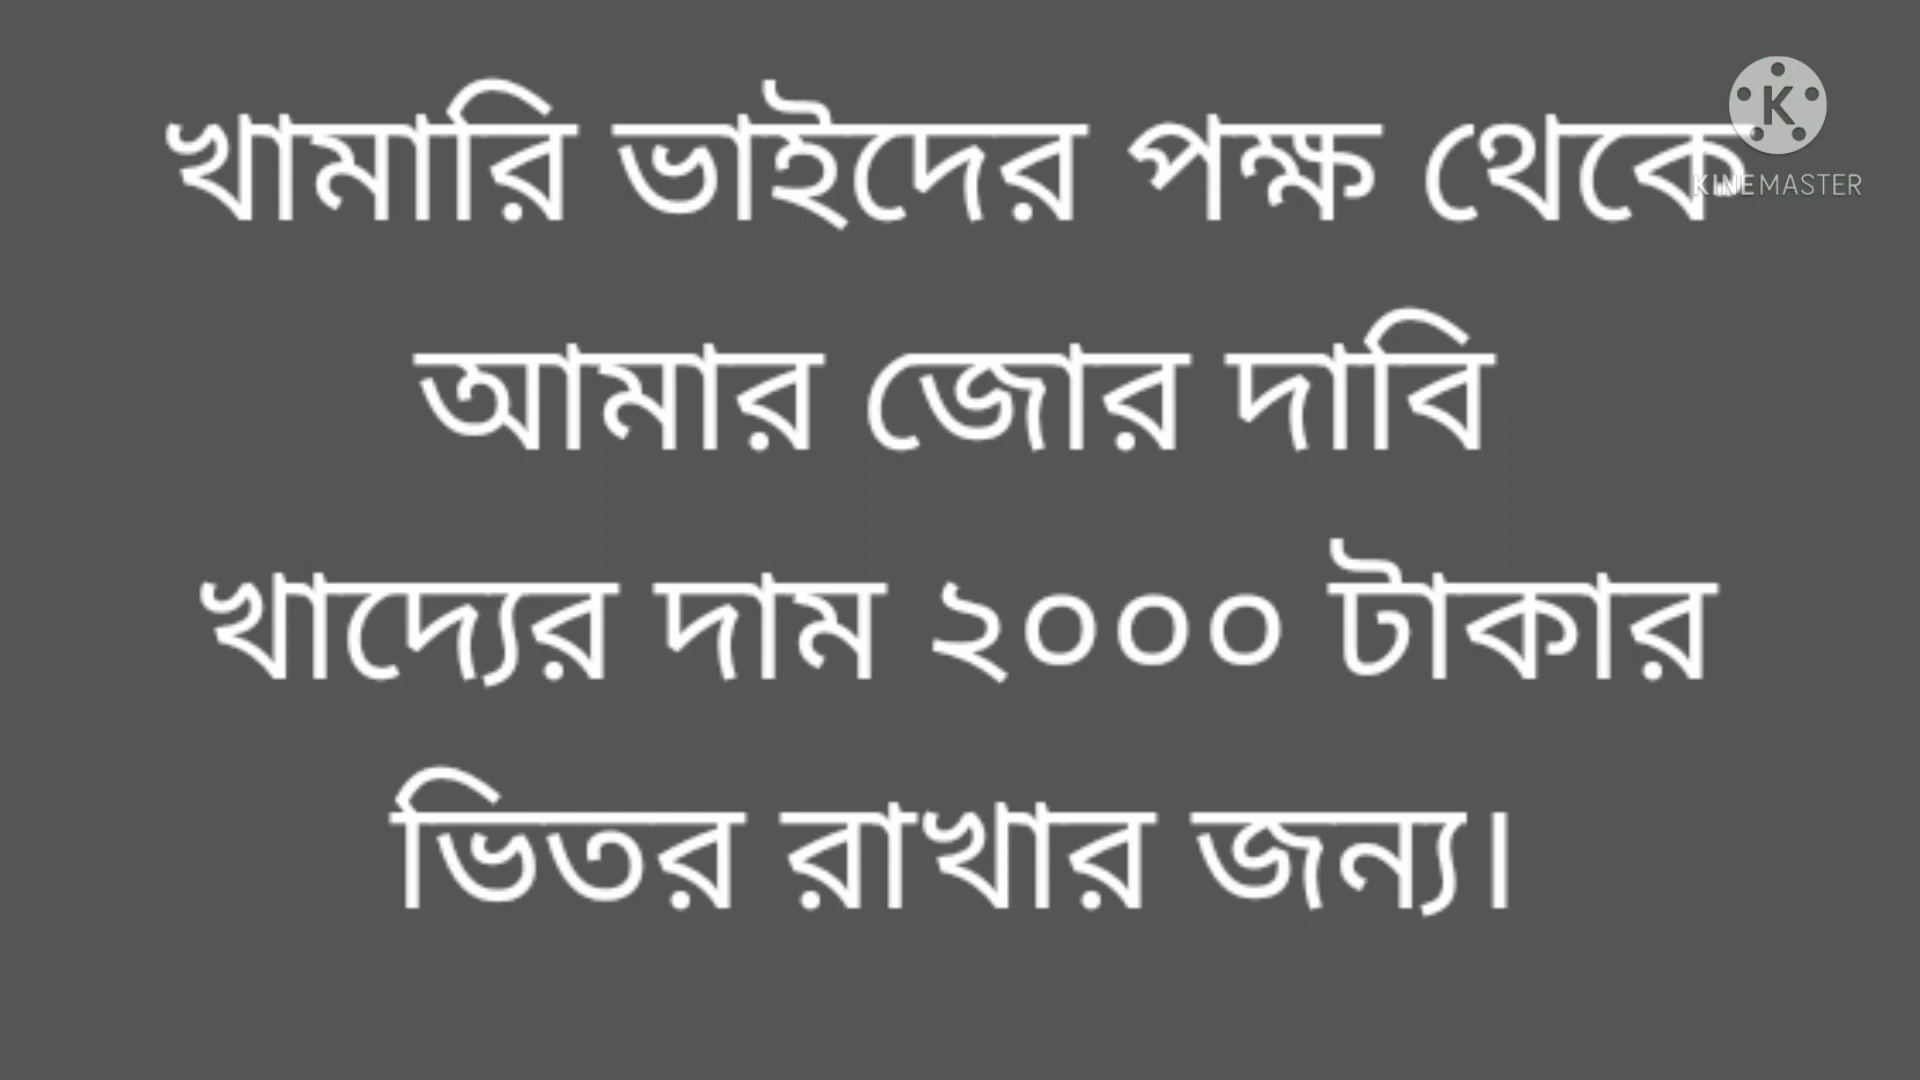 খামারি ভাইদের পক্ষ থেকে
KINEMASTER
আমার জোর দাবি
খাদ্যের দাম ২০০০ টাকার
ভিতর রাখার জন্য।